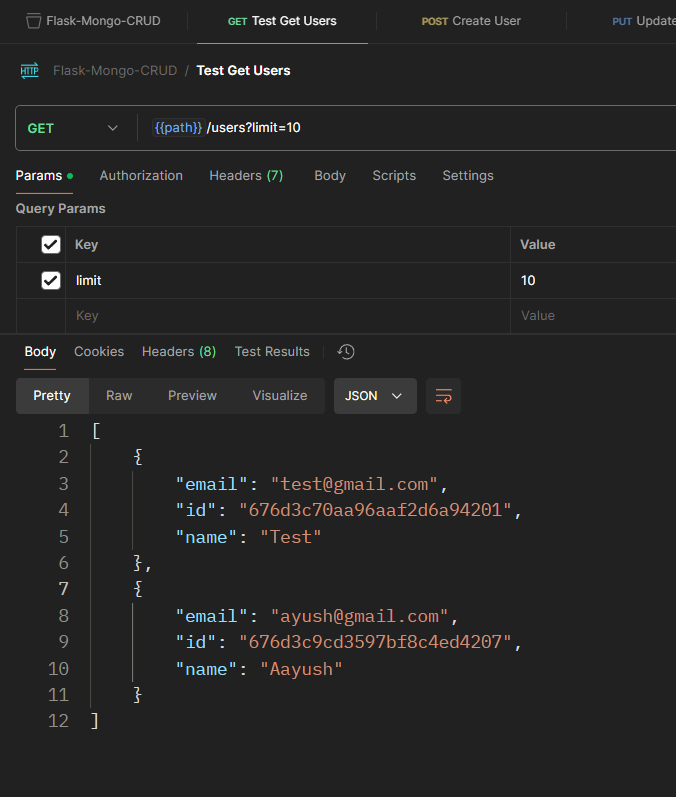 Flask-Mongo-CRUD GET Test Get Users POST Create User PUT Update
HTTP Flask-Mongo-CRUD / Test Get Users
GET {{path}} /users?limit=10
Params Authorization Headers (7) Body Scripts Settings
Query Params
Key Value
limit 10
Key Value
Body Cookies Headers (8) Test Results
Pretty Raw Preview Visualize JSON
1 [
2 {
3 "email": "test@gmail.com",
4 "id": "676d3c70aa96aaf2d6a94201",
5 "name": "Test"
6 },
7 {
8 "email": "ayush@gmail.com",
9 "id": "676d3c9cd3597bf8c4ed4207",
10 "name": "Aayush"
11 }
12 ]